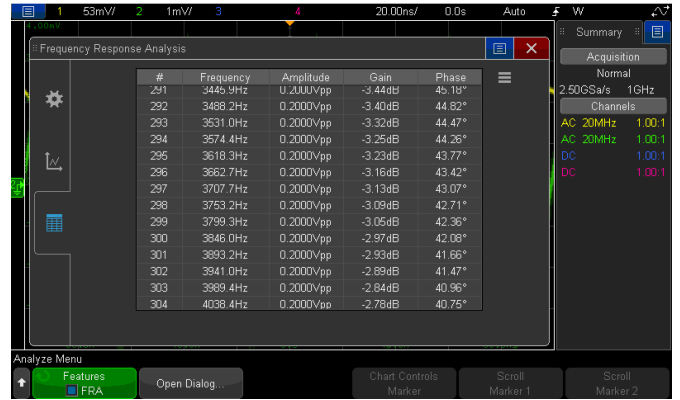 1 53mV/ 2 1mV/ 3 4 20.00ns/ 0.0s Auto W
Summary
Frequency Response Analysis
Acquisition
Normal
2.50GSa/s 1GHz
Channels
AC 20MHz 1.00:1
AC 20MHz 1.00:1
DC 1.00:1
DC 1.00:1
# Frequency Amplitude Gain Phase
291 3445.9Hz 0.2000Vpp -3.44dB 45.18°
292 3488.2Hz 0.2000Vpp -3.40dB 44.82°
293 3531.0Hz 0.2000Vpp -3.32dB 44.47°
294 3574.4Hz 0.2000Vpp -3.25dB 44.26°
295 3618.3Hz 0.2000Vpp -3.23dB 43.77°
296 3662.7Hz 0.2000Vpp -3.16dB 43.42°
297 3707.7Hz 0.2000Vpp -3.13dB 43.07°
298 3753.2Hz 0.2000Vpp -3.09dB 42.71°
299 3799.3Hz 0.2000Vpp -3.05dB 42.36°
300 3846.0Hz 0.2000Vpp -2.97dB 42.08°
301 3893.2Hz 0.2000Vpp -2.93dB 41.66°
302 3941.0Hz 0.2000Vpp -2.89dB 41.47°
303 3989.4Hz 0.2000Vpp -2.84dB 40.96°
304 4038.4Hz 0.2000Vpp -2.78dB 40.75°
Analyze Menu
Features
FRA
Open Dialog...
Chart Controls
Marker
Scroll
Marker 1
Scroll
Marker 2